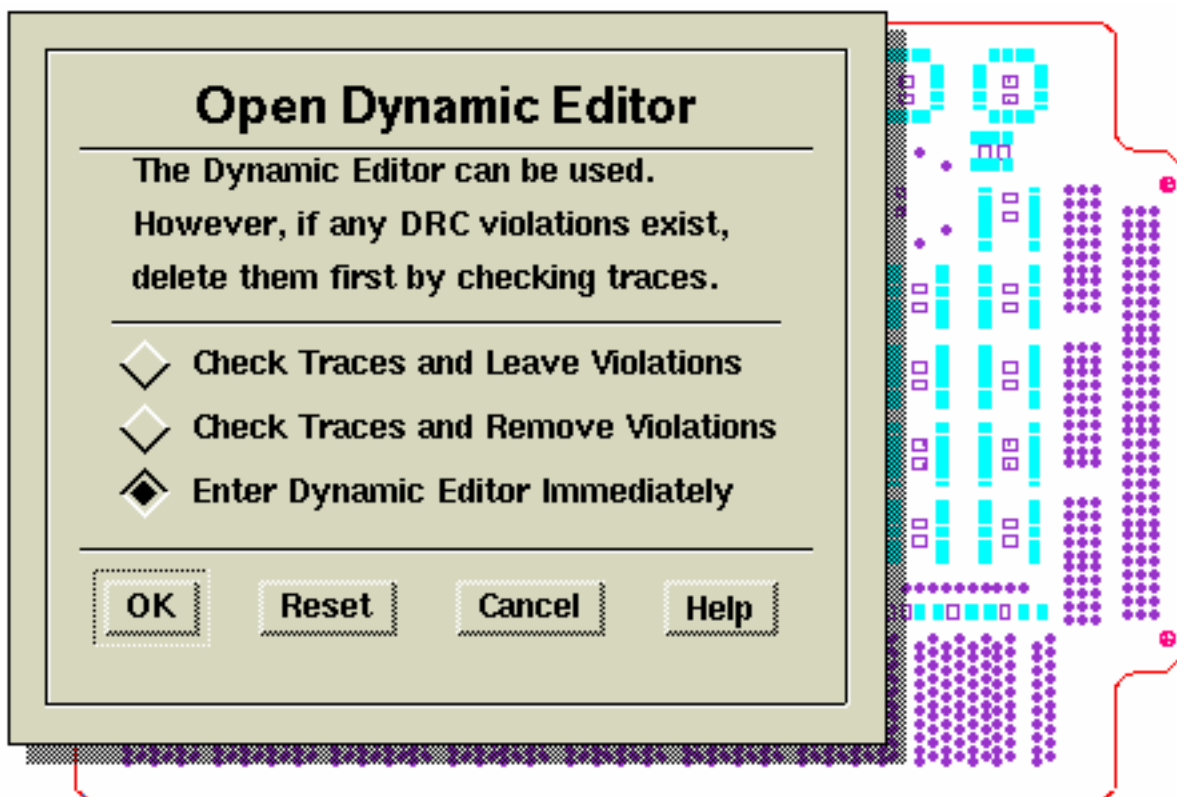 Open Dynamic Editor
The Dynamic Editor can be used.
However, if any DRC violations exist,
delete them first by checking traces.
Check Traces and Leave Violations
Check Traces and Remove Violations
Enter Dynamic Editor Immediately
OK Reset Cancel Help